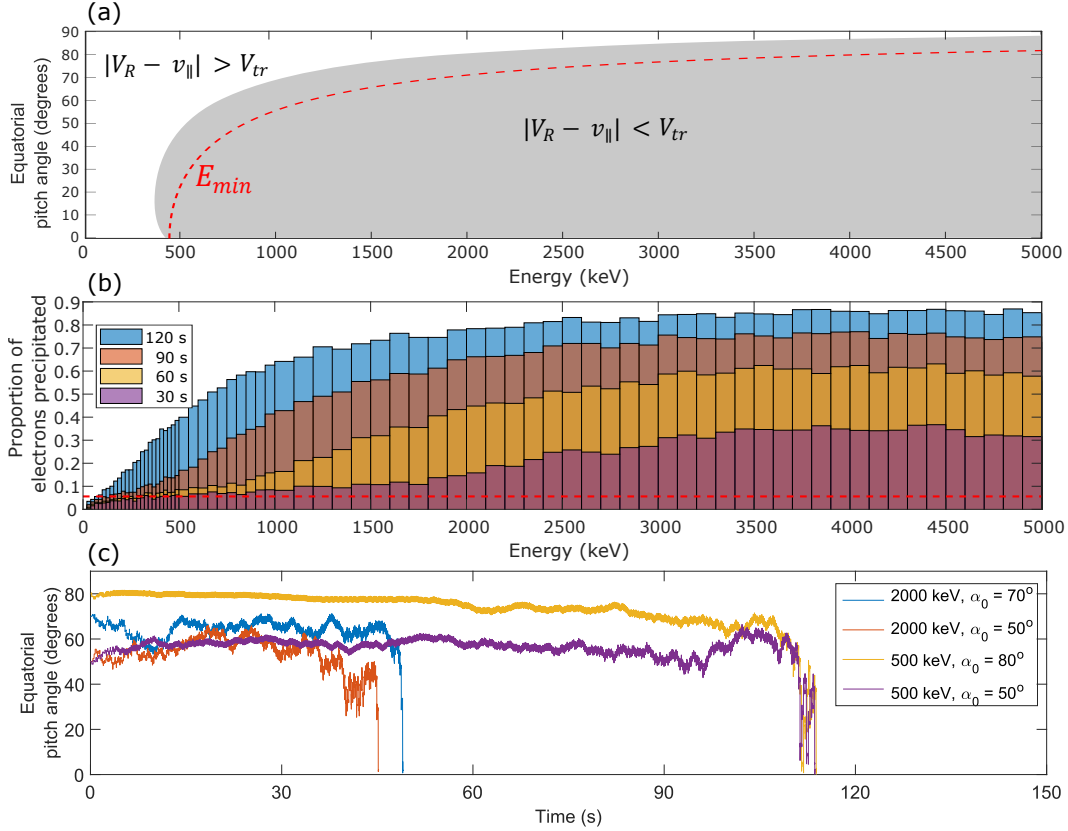 (a)
90
80
70
60
50
40
30
20
10
0
Equatorial
pitch angle (degrees)
|V_R − v_∥| > V_tr
|V_R − v_∥| < V_tr
E_min
500
1000
1500
2000
2500
3000
3500
4000
4500
5000
Energy (keV)
(b)
0.9
0.8
0.7
0.6
0.5
0.4
0.3
0.2
0.1
0
Proportion of
electrons precipitated
120 s
90 s
60 s
30 s
0
500
1000
1500
2000
2500
3000
3500
4000
4500
5000
Energy (keV)
(c)
80
60
40
20
0
Equatorial
pitch angle (degrees)
2000 keV, α₀ = 70°
2000 keV, α₀ = 50°
500 keV, α₀ = 80°
500 keV, α₀ = 50°
0
30
60
90
120
150
Time (s)